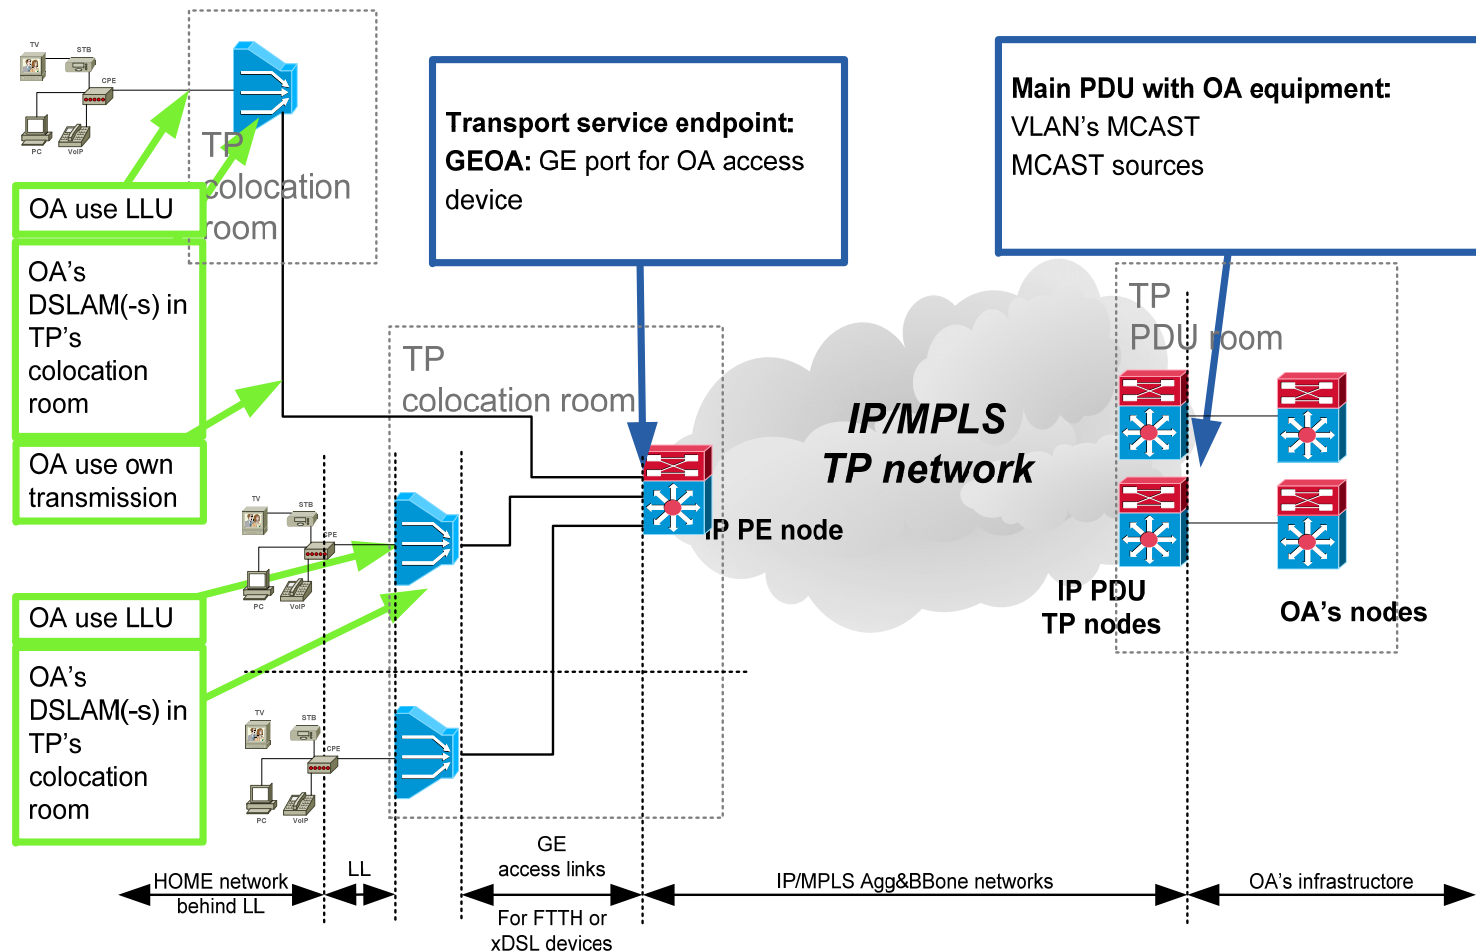 TV
STB
CPE
PC
VoIP
TP
colocation
room
OA use LLU
OA's
DSLAM(-s) in
TP's
colocation
room
OA use own
transmission
Transport service endpoint:
GEOA: GE port for OA access
device
Main PDU with OA equipment:
VLAN's MCAST
MCAST sources
TP
colocation room
TP
PDU room
IP/MPLS
TP network
IP PE node
IP PDU
TP nodes
OA's nodes
TV
STB
CPE
PC
VoIP
OA use LLU
OA's
DSLAM(-s) in
TP's
colocation
room
TV
STB
CPE
PC
VoIP
HOME network
behind LL
LL
GE
access links
For FTTH or
xDSL devices
IP/MPLS Agg&BBone networks
OA's infrastructore